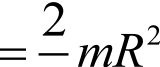 = 2/ mR²